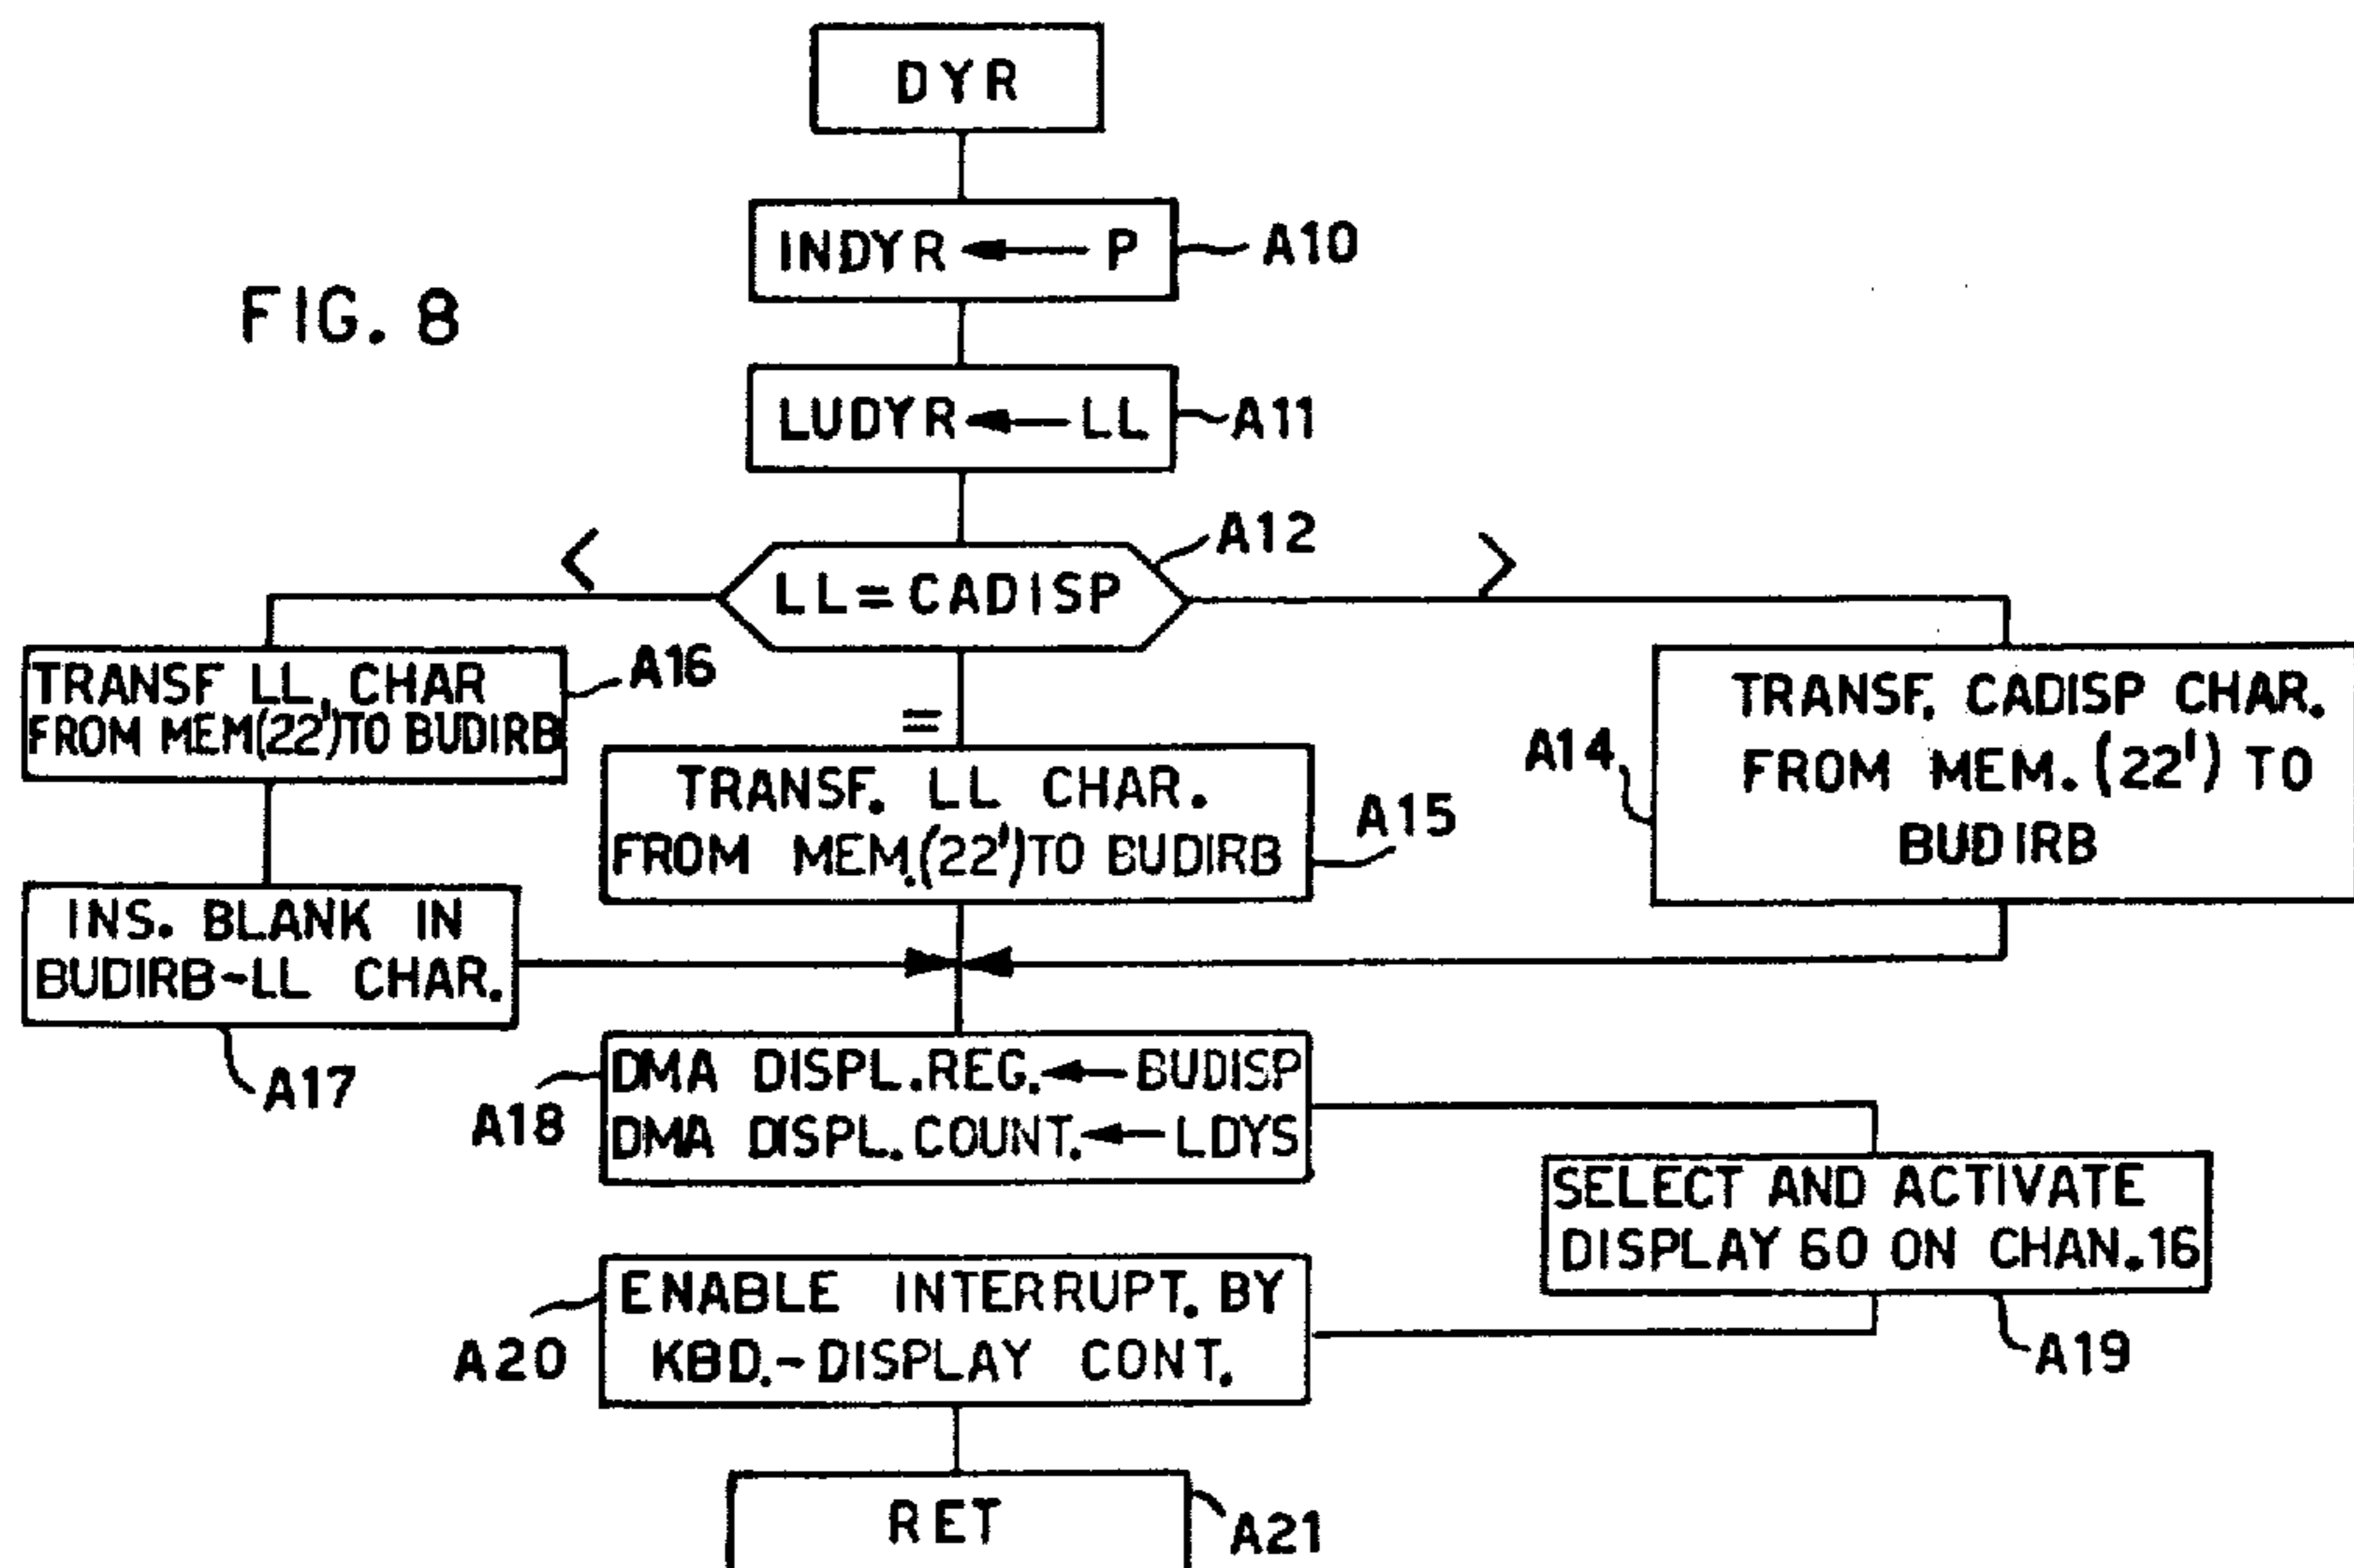 DYR
INDYR ← P
A10
FIG. 8
LUDYR ← LL
A11
A12
<
>
LL=CADISP
A16
TRANSF LL, CHAR
FROM MEM(22')TO BUDIRB
=
TRANSF. LL CHAR.
FROM MEM.(22')TO BUDIRB
A15
A14
TRANSF. CADISP CHAR.
FROM MEM. (22') TO
BUDIRB
INS. BLANK IN
BUDIRB-LL CHAR.
A17
A18
DMA DISPL.REG.←BUDISP
DMA DISPL.COUNT.←LDYS
SELECT AND ACTIVATE
DISPLAY 60 ON CHAN.16
A19
A20
ENABLE INTERRUPT. BY
KBD.-DISPLAY CONT.
RET
A21